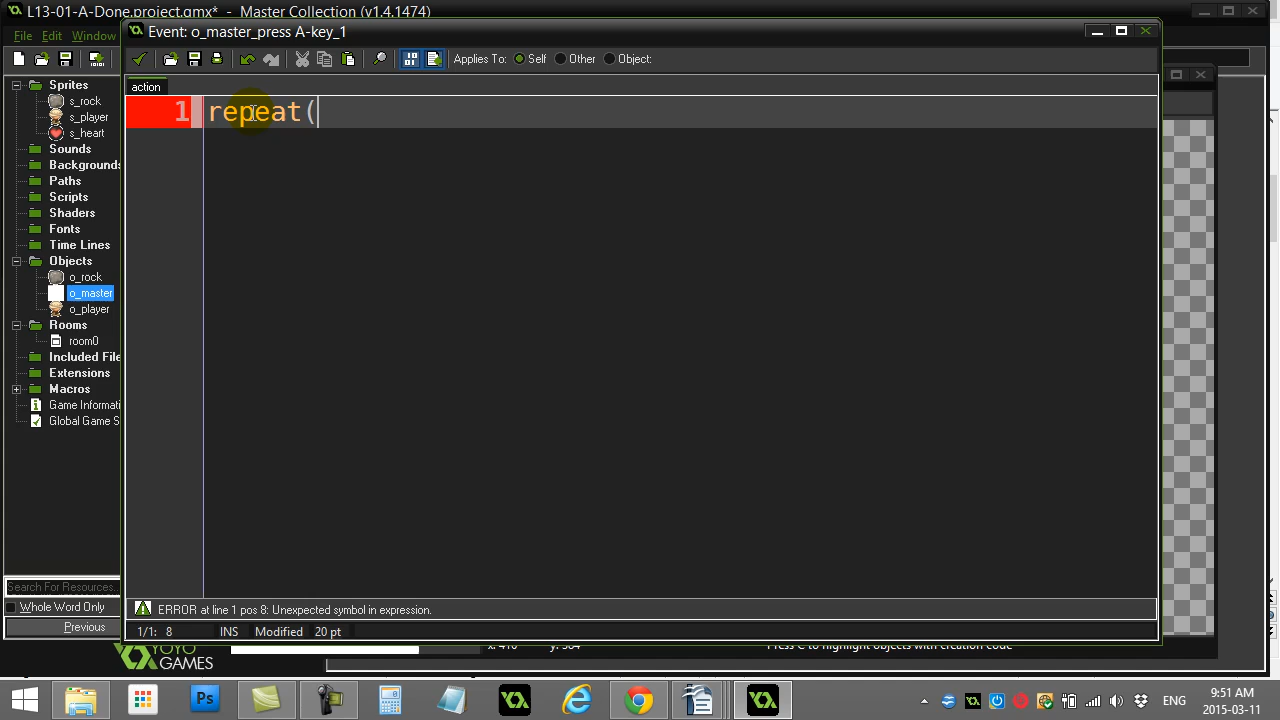 L13-01-A-Done.project.gmx* - Master Collection (v1.4.1474)
File Edit Window
Event: o_master_press A-key_1
Applies To: Self Other Object:
action
1 repeat(
Sprites
s_rock
s_player
s_heart
Sounds
Backgrounds
Paths
Scripts
Shaders
Fonts
Time Lines
Objects
o_rock
o_master
o_player
Rooms
room0
Included File
Extensions
Macros
Game Informati
Global Game S
Search For Resources...
Whole Word Only
Previous
ERROR at line 1 pos 8: Unexpected symbol in expression.
1/1: 8 INS Modified 20 pt
YOYO
GAMES
Press C to highlight objects with creation code
Ps
ENG
9:51 AM
2015-03-11